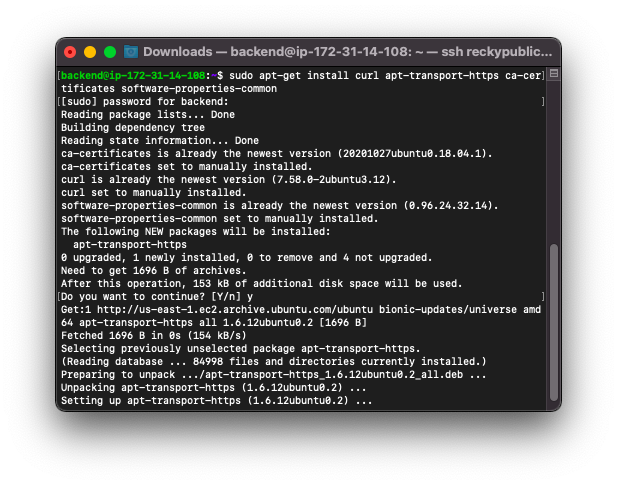 Downloads — backend@ip-172-31-14-108: ~ — ssh reckypublic...
[backend@ip-172-31-14-108:~$ sudo apt-get install curl apt-transport-https ca-cer]
tificates software-properties-common
[[sudo] password for backend: ]
Reading package lists... Done
Building dependency tree
Reading state information... Done
ca-certificates is already the newest version (20201027ubuntu0.18.04.1).
ca-certificates set to manually installed.
curl is already the newest version (7.58.0-2ubuntu3.12).
curl set to manually installed.
software-properties-common is already the newest version (0.96.24.32.14).
software-properties-common set to manually installed.
The following NEW packages will be installed:
  apt-transport-https
0 upgraded, 1 newly installed, 0 to remove and 4 not upgraded.
Need to get 1696 B of archives.
After this operation, 153 kB of additional disk space will be used.
[Do you want to continue? [Y/n] y ]
Get:1 http://us-east-1.ec2.archive.ubuntu.com/ubuntu bionic-updates/universe amd
64 apt-transport-https all 1.6.12ubuntu0.2 [1696 B]
Fetched 1696 B in 0s (154 kB/s)
Selecting previously unselected package apt-transport-https.
(Reading database ... 84998 files and directories currently installed.)
Preparing to unpack .../apt-transport-https_1.6.12ubuntu0.2_all.deb ...
Unpacking apt-transport-https (1.6.12ubuntu0.2) ...
Setting up apt-transport-https (1.6.12ubuntu0.2) ...